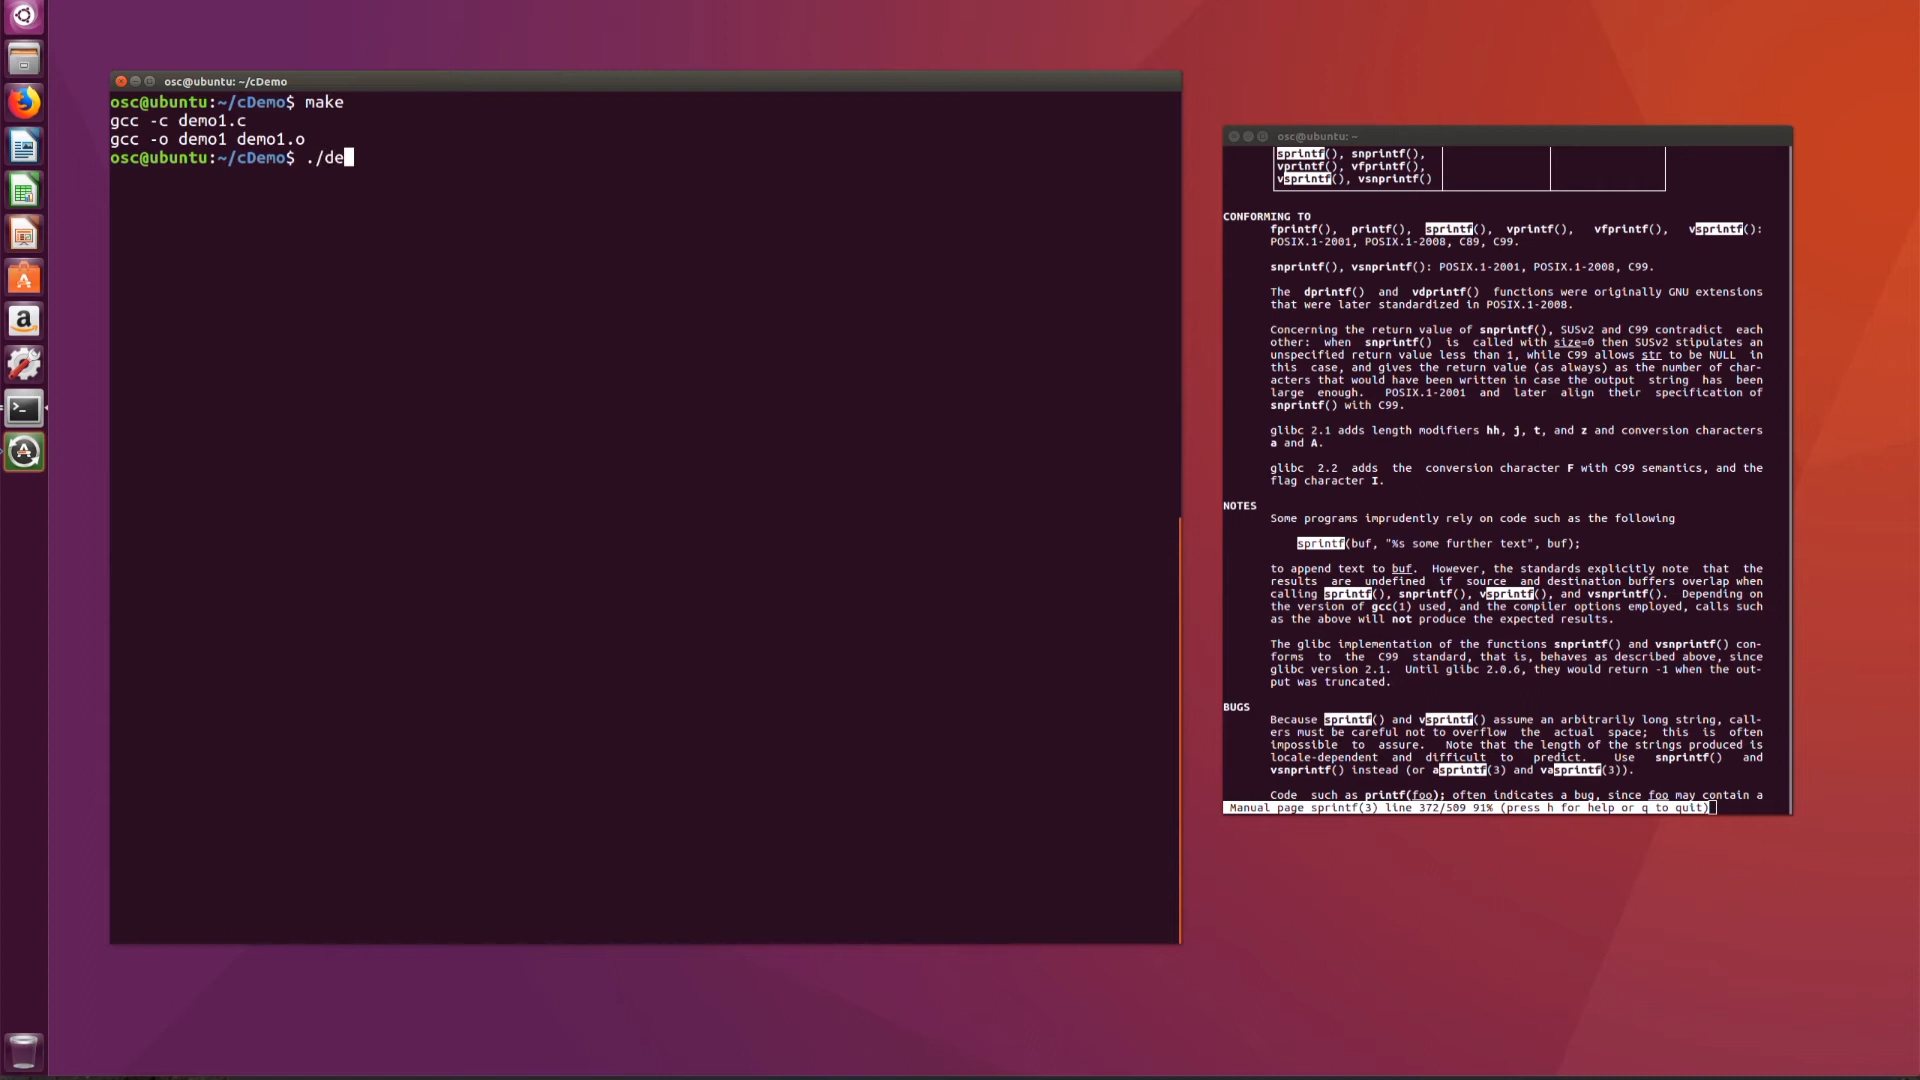 osc@ubuntu: ~/cDemo
osc@ubuntu:~/cDemo$ make
gcc -c demo1.c
gcc -o demo1 demo1.o
osc@ubuntu:~/cDemo$ ./de
osc@ubuntu: ~
sprintf(), snprintf(),
vprintf(), vfprintf(),
vsprintf(), vsnprintf()
CONFORMING TO
fprintf(), printf(), sprintf(), vprintf(), vfprintf(), vsprintf():
POSIX.1-2001, POSIX.1-2008, C89, C99.
snprintf(), vsnprintf(): POSIX.1-2001, POSIX.1-2008, C99.
The dprintf() and vdprintf() functions were originally GNU extensions
that were later standardized in POSIX.1-2008.
Concerning the return value of snprintf(), SUSv2 and C99 contradict each
other: when snprintf() is called with size=0 then SUSv2 stipulates an
unspecified return value less than 1, while C99 allows str to be NULL in
this case, and gives the return value (as always) as the number of char-
acters that would have been written in case the output string has been
large enough. POSIX.1-2001 and later align their specification of
snprintf() with C99.
glibc 2.1 adds length modifiers hh, j, t, and z and conversion characters
a and A.
glibc 2.2 adds the conversion character F with C99 semantics, and the
flag character I.
NOTES
Some programs imprudently rely on code such as the following
sprintf(buf, "%s some further text", buf);
to append text to buf. However, the standards explicitly note that the
results are undefined if source and destination buffers overlap when
calling sprintf(), snprintf(), vsprintf(), and vsnprintf(). Depending on
the version of gcc(1) used, and the compiler options employed, calls such
as the above will not produce the expected results.
The glibc implementation of the functions snprintf() and vsnprintf() con-
forms to the C99 standard, that is, behaves as described above, since
glibc version 2.1. Until glibc 2.0.6, they would return -1 when the out-
put was truncated.
BUGS
Because sprintf() and vsprintf() assume an arbitrarily long string, call-
ers must be careful not to overflow the actual space; this is often
impossible to assure. Note that the length of the strings produced is
locale-dependent and difficult to predict. Use snprintf() and
vsnprintf() instead (or asprintf(3) and vasprintf(3)).
Code such as printf(foo); often indicates a bug, since foo may contain a
Manual page sprintf(3) line 372/509 91% (press h for help or q to quit)